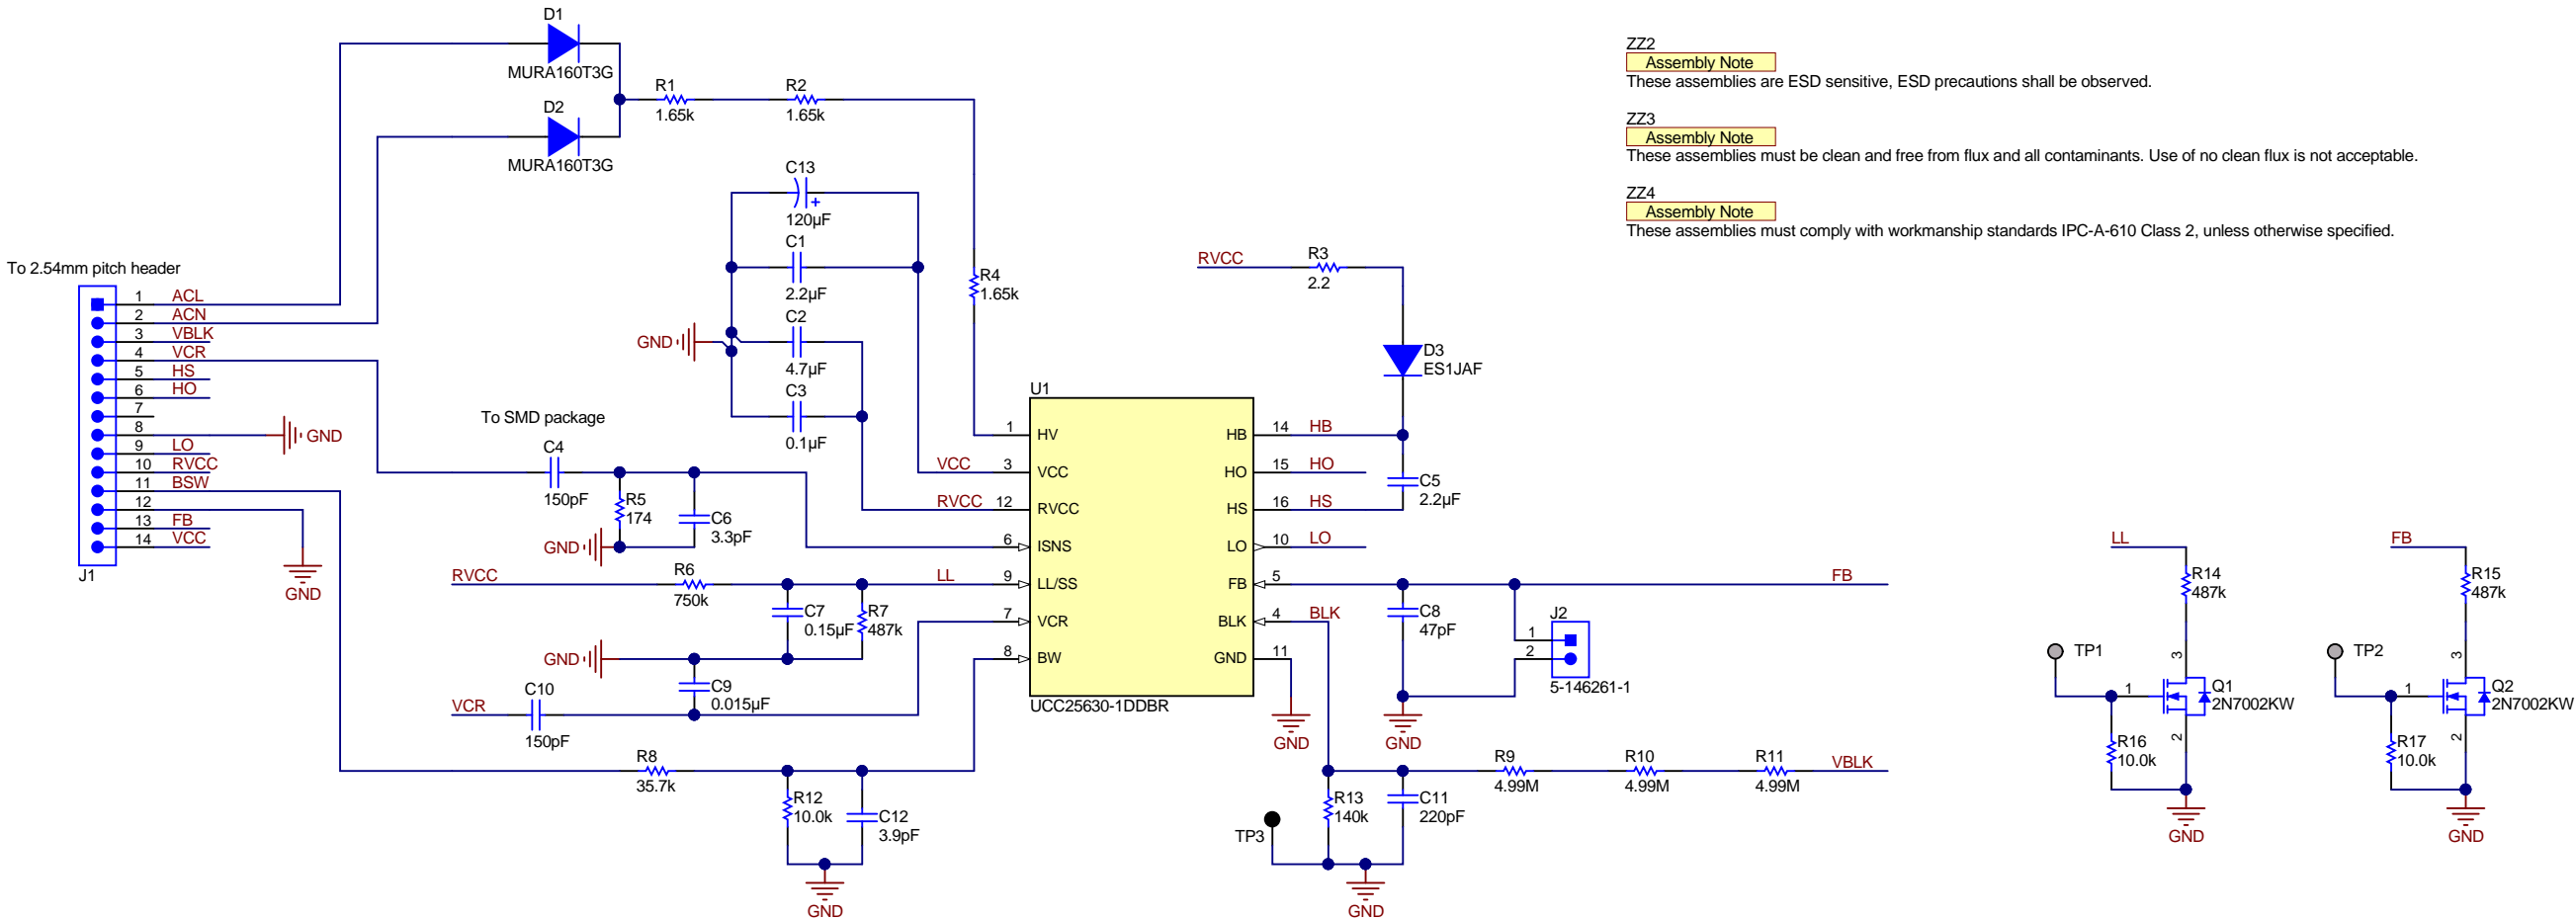 D1
MURA160T3G
D2
MURA160T3G
R1
1.65k
R2
1.65k
ZZ2
Assembly Note
These assemblies are ESD sensitive, ESD precautions shall be observed.
ZZ3
Assembly Note
These assemblies must be clean and free from flux and all contaminants. Use of no clean flux is not acceptable.
ZZ4
Assembly Note
These assemblies must comply with workmanship standards IPC-A-610 Class 2, unless otherwise specified.
C13
+
120µF
C1
2.2µF
C2
4.7µF
C3
0.1µF
GND
R4
1.65k
RVCC
R3
2.2
D3
ES1JAF
To 2.54mm pitch header
1 ACL
2 ACN
3 VBLK
4 VCR
5 HS
6 HO
7
8 GND
9 LO
10 RVCC
11 BSW
12
13 FB
14 VCC
J1
GND
To SMD package
C4
150pF
R5
174
C6
3.3pF
GND
RVCC
R6
750k
LL
C7
0.15µF
R7
487k
GND
C9
0.015µF
VCR
C10
150pF
R8
35.7k
R12
10.0k
C12
3.9pF
GND
U1
1 HV
VCC 3 VCC
RVCC 12 RVCC
6 ISNS
9 LL/SS
7 VCR
8 BW
HB 14 HB
HO 15 HO
HS 16 HS
LO 10 LO
FB 5
BLK 4 BLK
GND 11
UCC25630-1DDBR
GND
C5
2.2µF
FB
C8
47pF
GND
J2
1
2
5-146261-1
R9
4.99M
R10
4.99M
R11
4.99M
VBLK
R13
140k
C11
220pF
TP3
GND
LL
R14
487k
TP1
1
3
2
Q1
2N7002KW
R16
10.0k
GND
FB
R15
487k
TP2
1
3
2
Q2
2N7002KW
R17
10.0k
GND